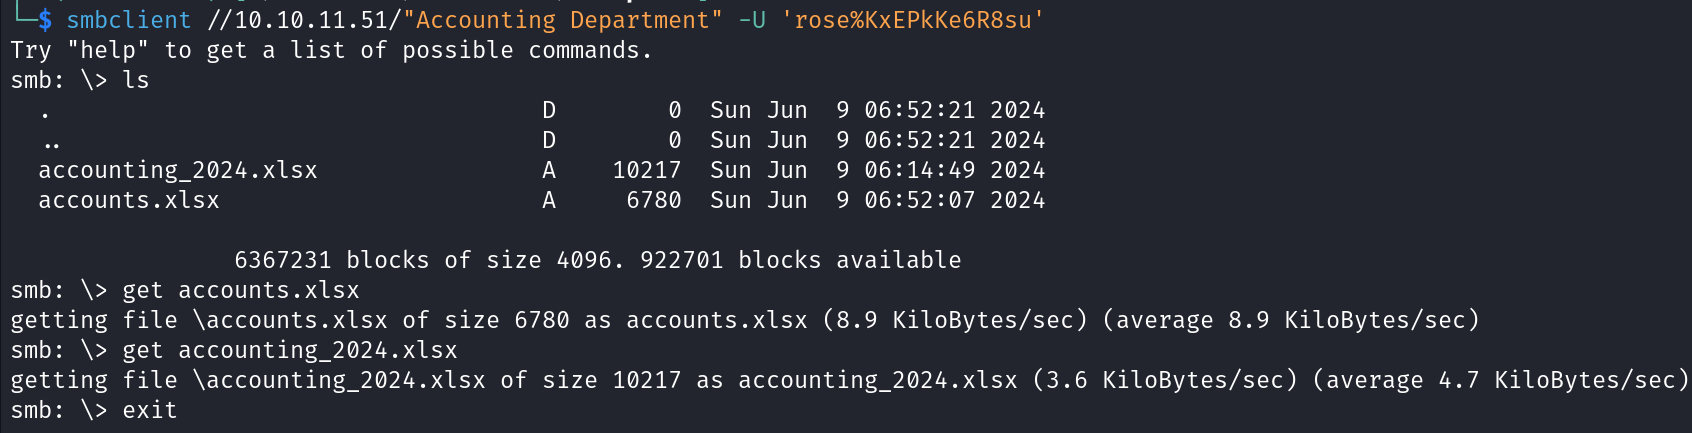 └─$ smbclient //10.10.11.51/"Accounting Department" -U 'rose%KxEPkKe6R8su'
Try "help" to get a list of possible commands.
smb: \> ls
  .                                   D        0  Sun Jun  9 06:52:21 2024
  ..                                  D        0  Sun Jun  9 06:52:21 2024
  accounting_2024.xlsx                A    10217  Sun Jun  9 06:14:49 2024
  accounts.xlsx                       A     6780  Sun Jun  9 06:52:07 2024

                6367231 blocks of size 4096. 922701 blocks available
smb: \> get accounts.xlsx
getting file \accounts.xlsx of size 6780 as accounts.xlsx (8.9 KiloBytes/sec) (average 8.9 KiloBytes/sec)
smb: \> get accounting_2024.xlsx
getting file \accounting_2024.xlsx of size 10217 as accounting_2024.xlsx (3.6 KiloBytes/sec) (average 4.7 KiloBytes/sec)
smb: \> exit